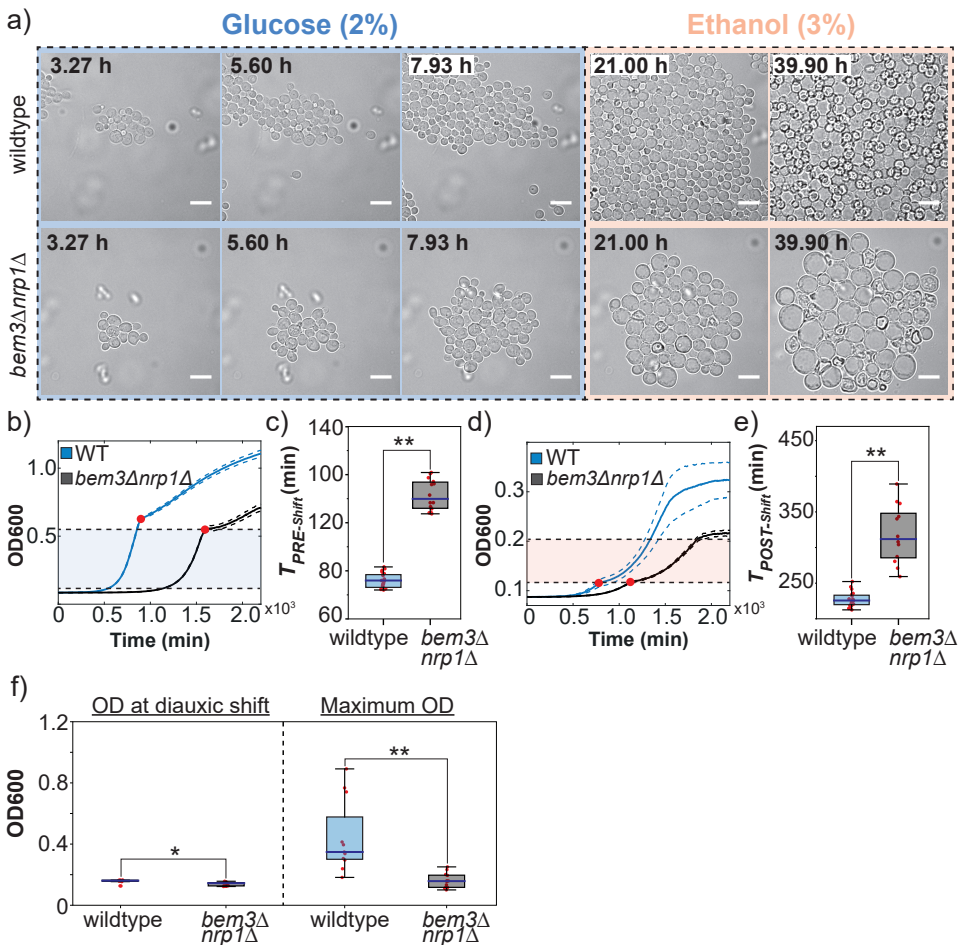 a)
Glucose (2%)
Ethanol (3%)
wildtype
3.27 h
5.60 h
7.93 h
21.00 h
39.90 h
bem3Δnrp1Δ
3.27 h
5.60 h
7.93 h
21.00 h
39.90 h
b)
WT
bem3Δnrp1Δ
OD600
1.0
0.5
0
0.5
1.0
1.5
2.0
×10³
Time (min)
c)
T PRE-Shift (min)
140
100
120
80
60
**
wildtype
bem3Δ
nrp1Δ
d)
WT
bem3Δnrp1Δ
OD600
0.3
0.2
0.1
0
0.5
1.0
1.5
2.0
×10³
Time (min)
e)
T POST-Shift (min)
450
350
250
**
wildtype
bem3Δ
nrp1Δ
f)
OD at diauxic shift
Maximum OD
OD600
1.2
0.8
0.4
0
*
**
wildtype
bem3Δ
nrp1Δ
wildtype
bem3Δ
nrp1Δ